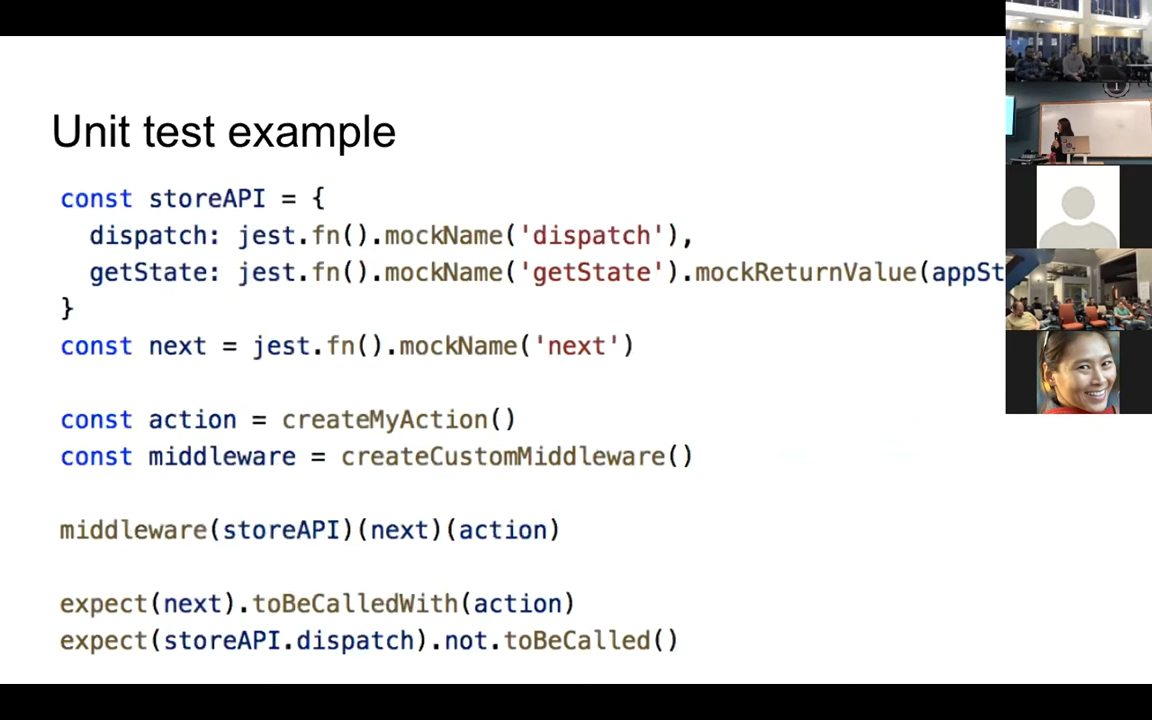 Unit test example
const storeAPI = {
dispatch: jest.fn().mockName('dispatch'),
getState: jest.fn().mockName('getState').mockReturnValue(appSt
}
const next = jest.fn().mockName('next')
const action = createMyAction()
const middleware = createCustomMiddleware()
middleware(storeAPI)(next)(action)
expect(next).toBeCalledWith(action)
expect(storeAPI.dispatch).not.toBeCalled()